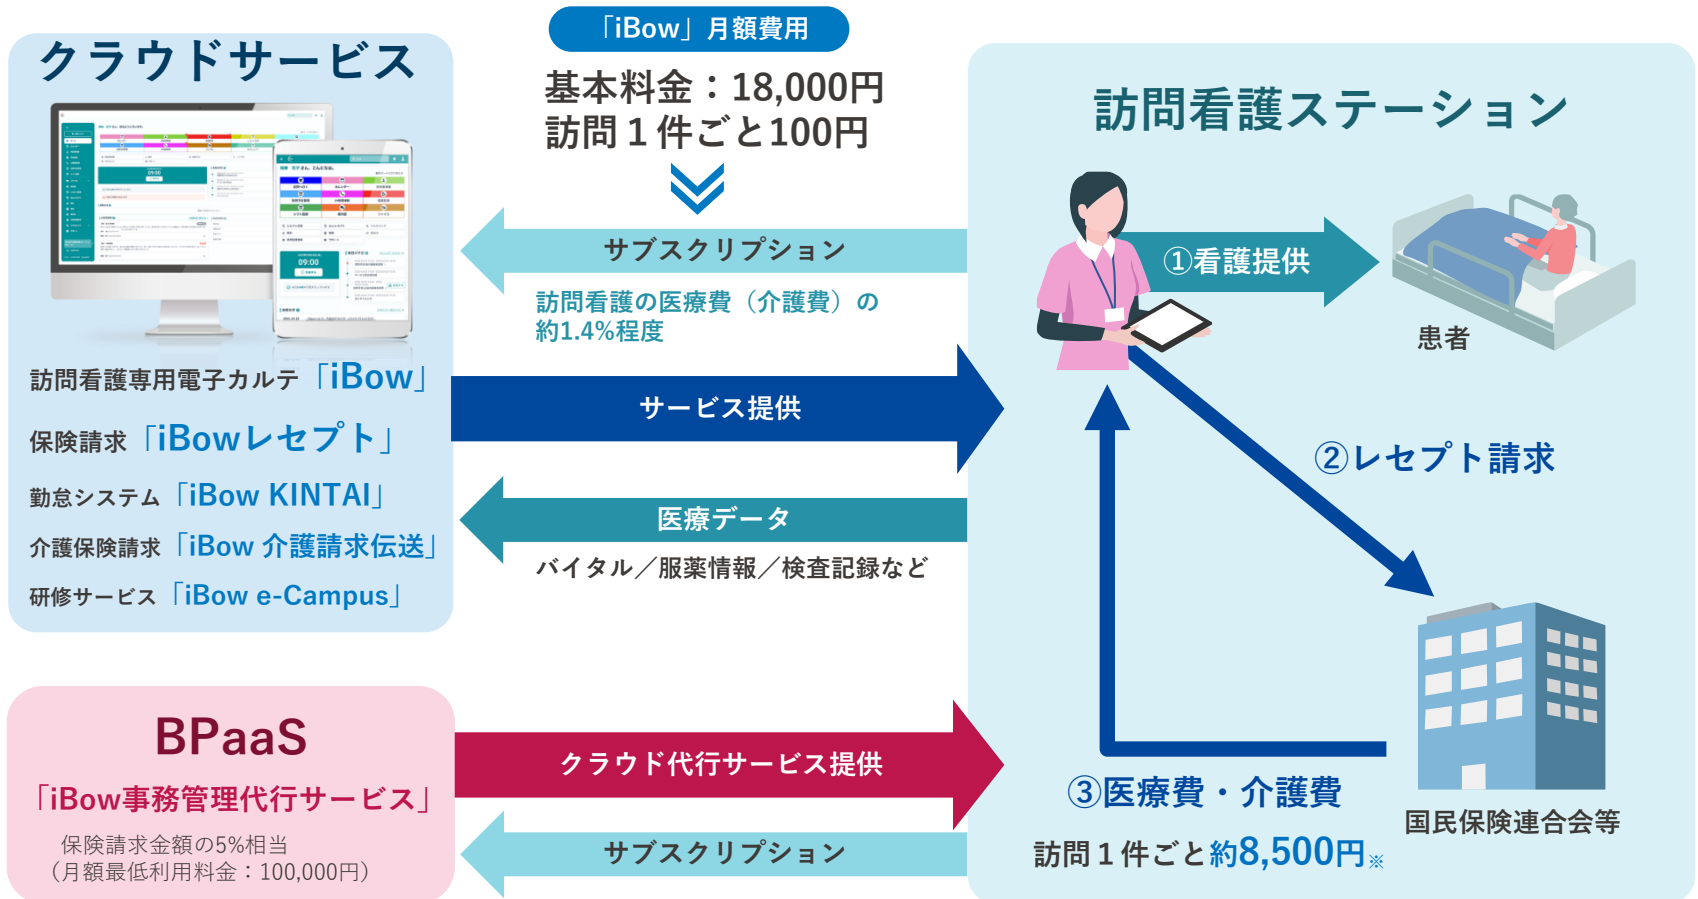 クラウドサービス
訪問看護専用電子カルテ「iBow」
保険請求「iBowレセプト」
勤怠システム「iBow KINTAI」
介護保険請求「iBow 介護請求伝送」
研修サービス「iBow e-Campus」
BPaaS
「iBow事務管理代行サービス」
保険請求金額の5%相当
（月額最低利用料金：100,000円）
「iBow」月額費用
基本料金：18,000円
訪問１件ごと100円
サブスクリプション
訪問看護の医療費（介護費）の
約1.4%程度
サービス提供
医療データ
バイタル／服薬情報／検査記録など
クラウド代行サービス提供
サブスクリプション
訪問看護ステーション
①看護提供
患者
②レセプト請求
③医療費・介護費
訪問１件ごと約8,500円※
国民保険連合会等
09:00
09:00